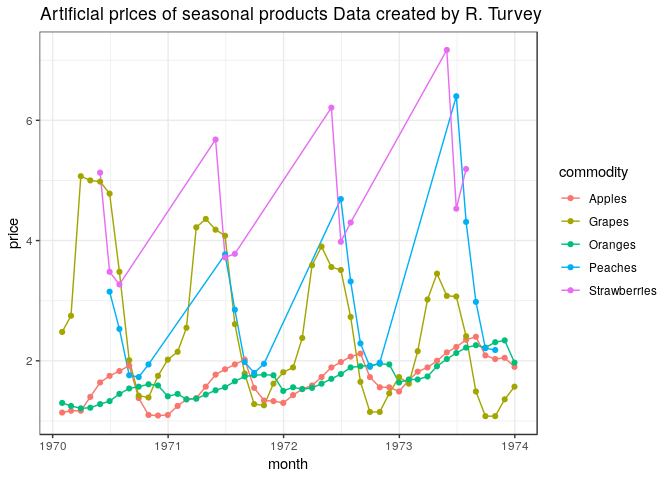 Artificial prices of seasonal products Data created by R. Turvey
6
4
2
price
1970 1971 1972 1973 1974
month
commodity
Apples
Grapes
Oranges
Peaches
Strawberries